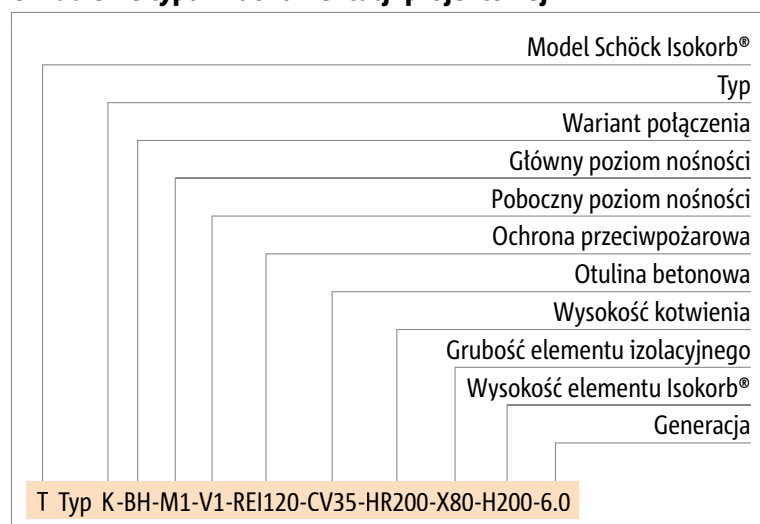 Model Schöck Isokorb®
Typ
Wariant połączenia
Główny poziom nośności
Poboczny poziom nośności
Ochrona przeciwpożarowa
Otulina betonowa
Wysokość kotwienia
Grubość elementu izolacyjnego
Wysokość elementu Isokorb®
Generacja
T Typ K-BH-M1-V1-REI120-CV35-HR200-X80-H200-6.0